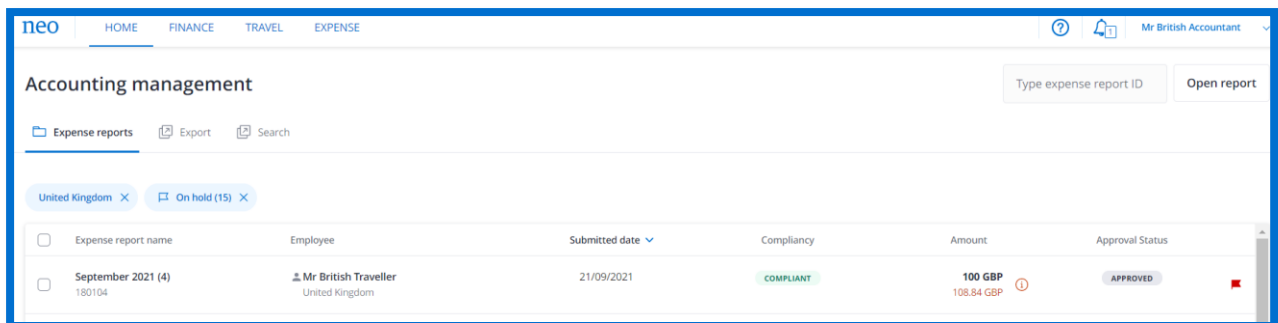 neo HOME FINANCE TRAVEL EXPENSE ? 1 Mr British Accountant
Accounting management Type expense report ID Open report
Expense reports Export Search
United Kingdom × On hold (15) ×
Expense report name Employee Submitted date Compliancy Amount Approval Status
September 2021 (4) Mr British Traveller 21/09/2021 COMPLIANT 100 GBP APPROVED
180104 United Kingdom 108.84 GBP